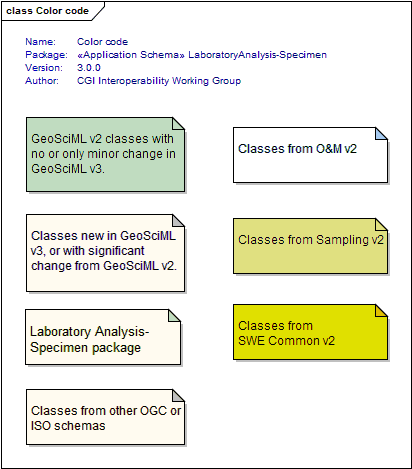 class Color code
Name: Color code
Package: «Application Schema» LaboratoryAnalysis-Specimen
Version: 3.0.0
Author: CGI Interoperability Working Group
GeoSciML v2 classes with
no or only minor change in
GeoSciML v3.
Classes from O&M v2
Classes new in GeoSciML
v3, or with significant
change from GeoSciML v2.
Classes from Sampling v2
Laboratory Analysis-
Specimen package
Classes from
SWE Common v2
Classes from other OGC or
ISO schemas